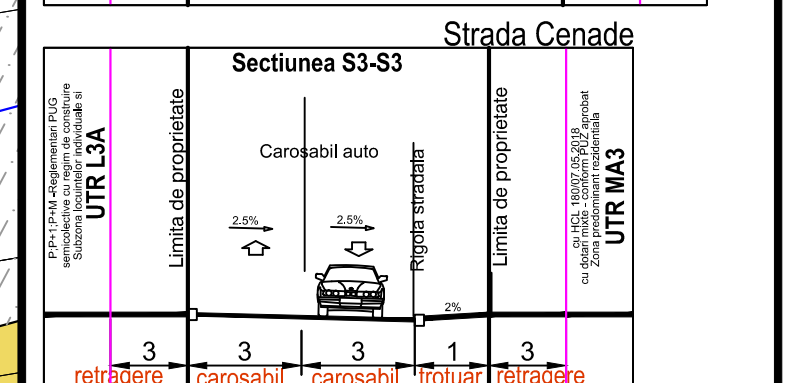 Strada Cenade
Sectiunea S3-S3
P;P+1;P+M -Reglementari PUG
semicolective cu regim de construire
Subzona locuintelor individuale si
UTR L3A
Limita de proprietate
Carosabil auto
2.5%
2.5%
Rigola stradala
2%
Limita de proprietate
cu HCL 180/07.05.2018
cu dotari mixte - conform PUZ aprobat
Zona predominant rezidentiala
UTR MA3
3 3 3 1 3
retragere carosabil carosabil trotuar retragere